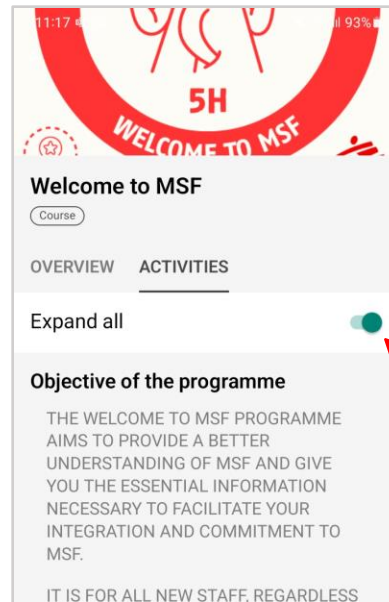 11:17
93%
5H
WELCOME TO MSF
Welcome to MSF
Course
OVERVIEW ACTIVITIES
Expand all
Objective of the programme
THE WELCOME TO MSF PROGRAMME
AIMS TO PROVIDE A BETTER
UNDERSTANDING OF MSF AND GIVE
YOU THE ESSENTIAL INFORMATION
NECESSARY TO FACILITATE YOUR
INTEGRATION AND COMMITMENT TO
MSF.
IT IS FOR ALL NEW STAFF, REGARDLESS